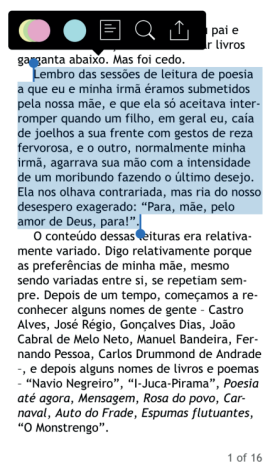 pai e
livros
garganta abaixo. Mas foi cedo.
Lembro das sessões de leitura de poesia
a que eu e minha irmã éramos submetidos
pela nossa mãe, e que ela só aceitava inter-
romper quando um filho, em geral eu, caía
de joelhos a sua frente com gestos de reza
fervorosa, e o outro, normalmente minha
irmã, agarrava sua mão com a intensidade
de um moribundo fazendo o último desejo.
Ela nos olhava contrariada, mas ria do nosso
desespero exagerado: “Para, mãe, pelo
amor de Deus, para!”.
O conteúdo dessas leituras era relativa-
mente variado. Digo relativamente porque
as preferências de minha mãe, mesmo
sendo variadas entre si, se repetiam sem-
pre. Depois de um tempo, começamos a re-
conhecer alguns nomes de gente – Castro
Alves, José Régio, Gonçalves Dias, João
Cabral de Melo Neto, Manuel Bandeira, Fer-
nando Pessoa, Carlos Drummond de Andrade
–, e depois alguns nomes de livros e poemas
– “Navio Negreiro”, “I-Juca-Pirama”, Poesia
até agora, Mensagem, Rosa do povo, Car-
naval, Auto do Frade, Espumas flutuantes,
“O Monstrengo”.
1 of 16